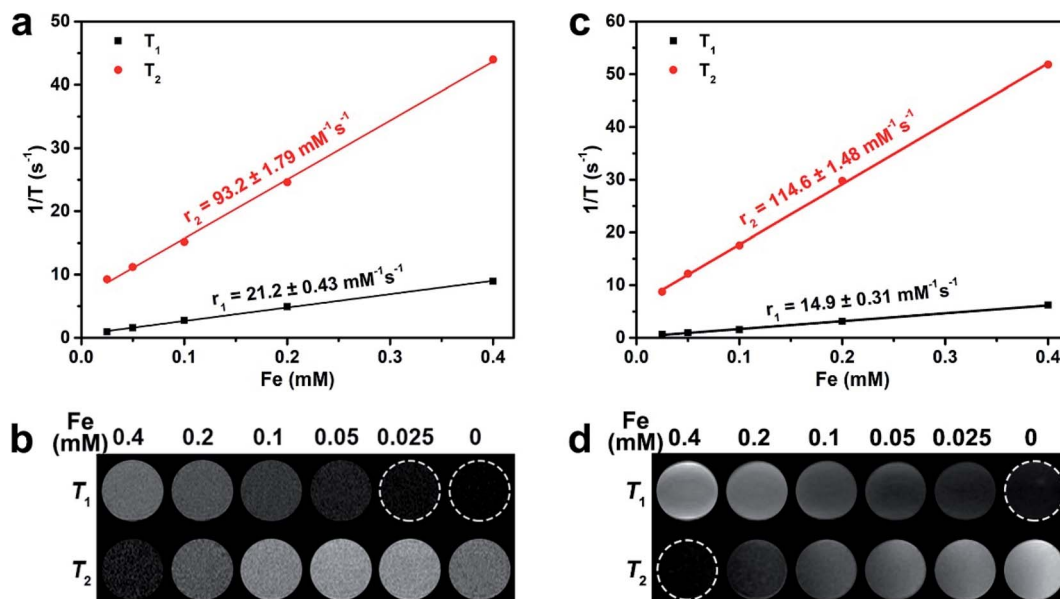 a
50
40
30
20
10
0
1/T (s⁻¹)
T₁
T₂
r₂ = 93.2 ± 1.79 mM⁻¹s⁻¹
r₁ = 21.2 ± 0.43 mM⁻¹s⁻¹
0.0 0.1 0.2 0.3 0.4
Fe (mM)
c
60
50
40
30
20
10
0
1/T (s⁻¹)
T₁
T₂
r₂ = 114.6 ± 1.48 mM⁻¹s⁻¹
r₁ = 14.9 ± 0.31 mM⁻¹s⁻¹
0.0 0.1 0.2 0.3 0.4
Fe (mM)
b
Fe
(mM) 0.4 0.2 0.1 0.05 0.025 0
T₁
T₂
d
Fe
(mM) 0.4 0.2 0.1 0.05 0.025 0
T₁
T₂